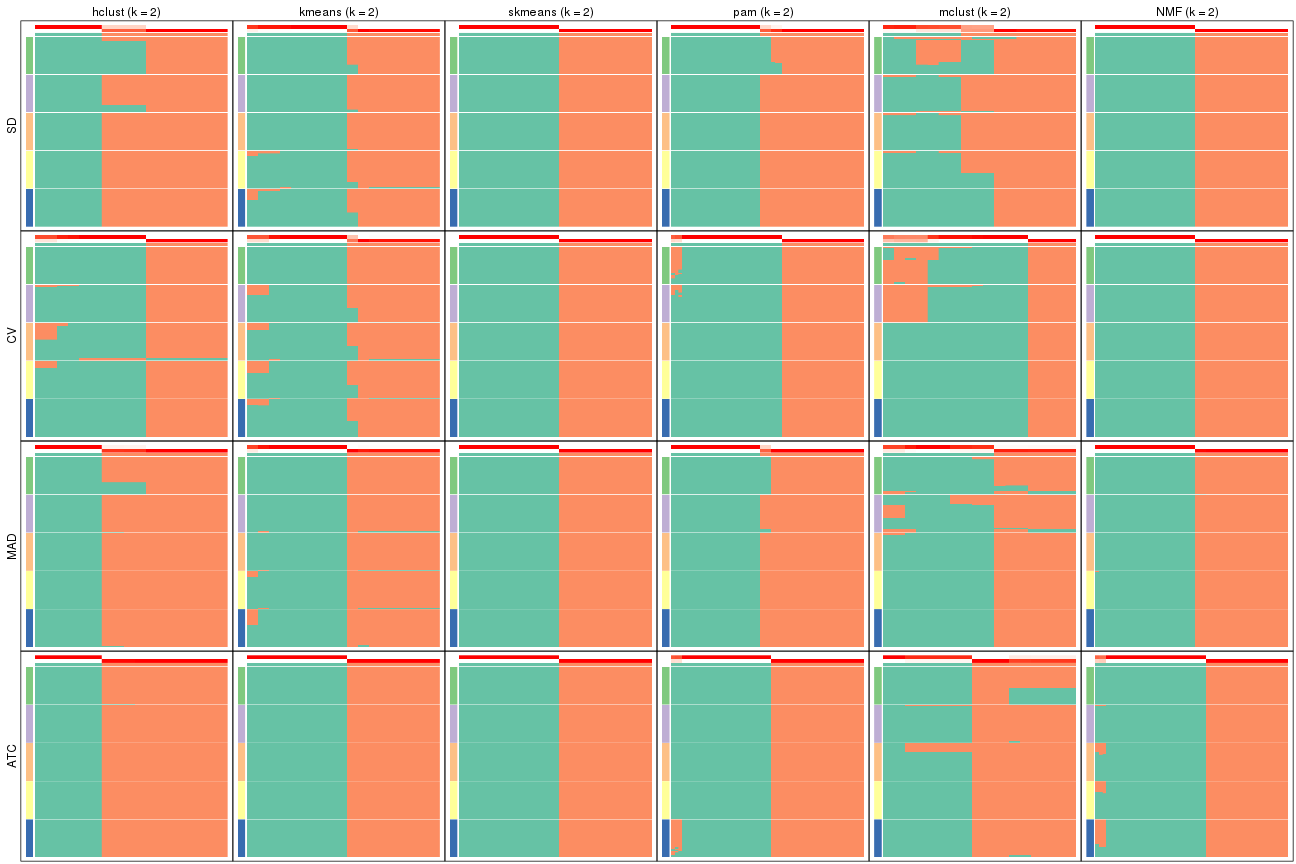 hclust (k = 2)
kmeans (k = 2)
skmeans (k = 2)
pam (k = 2)
mclust (k = 2)
NMF (k = 2)
SD
CV
MAD
ATC